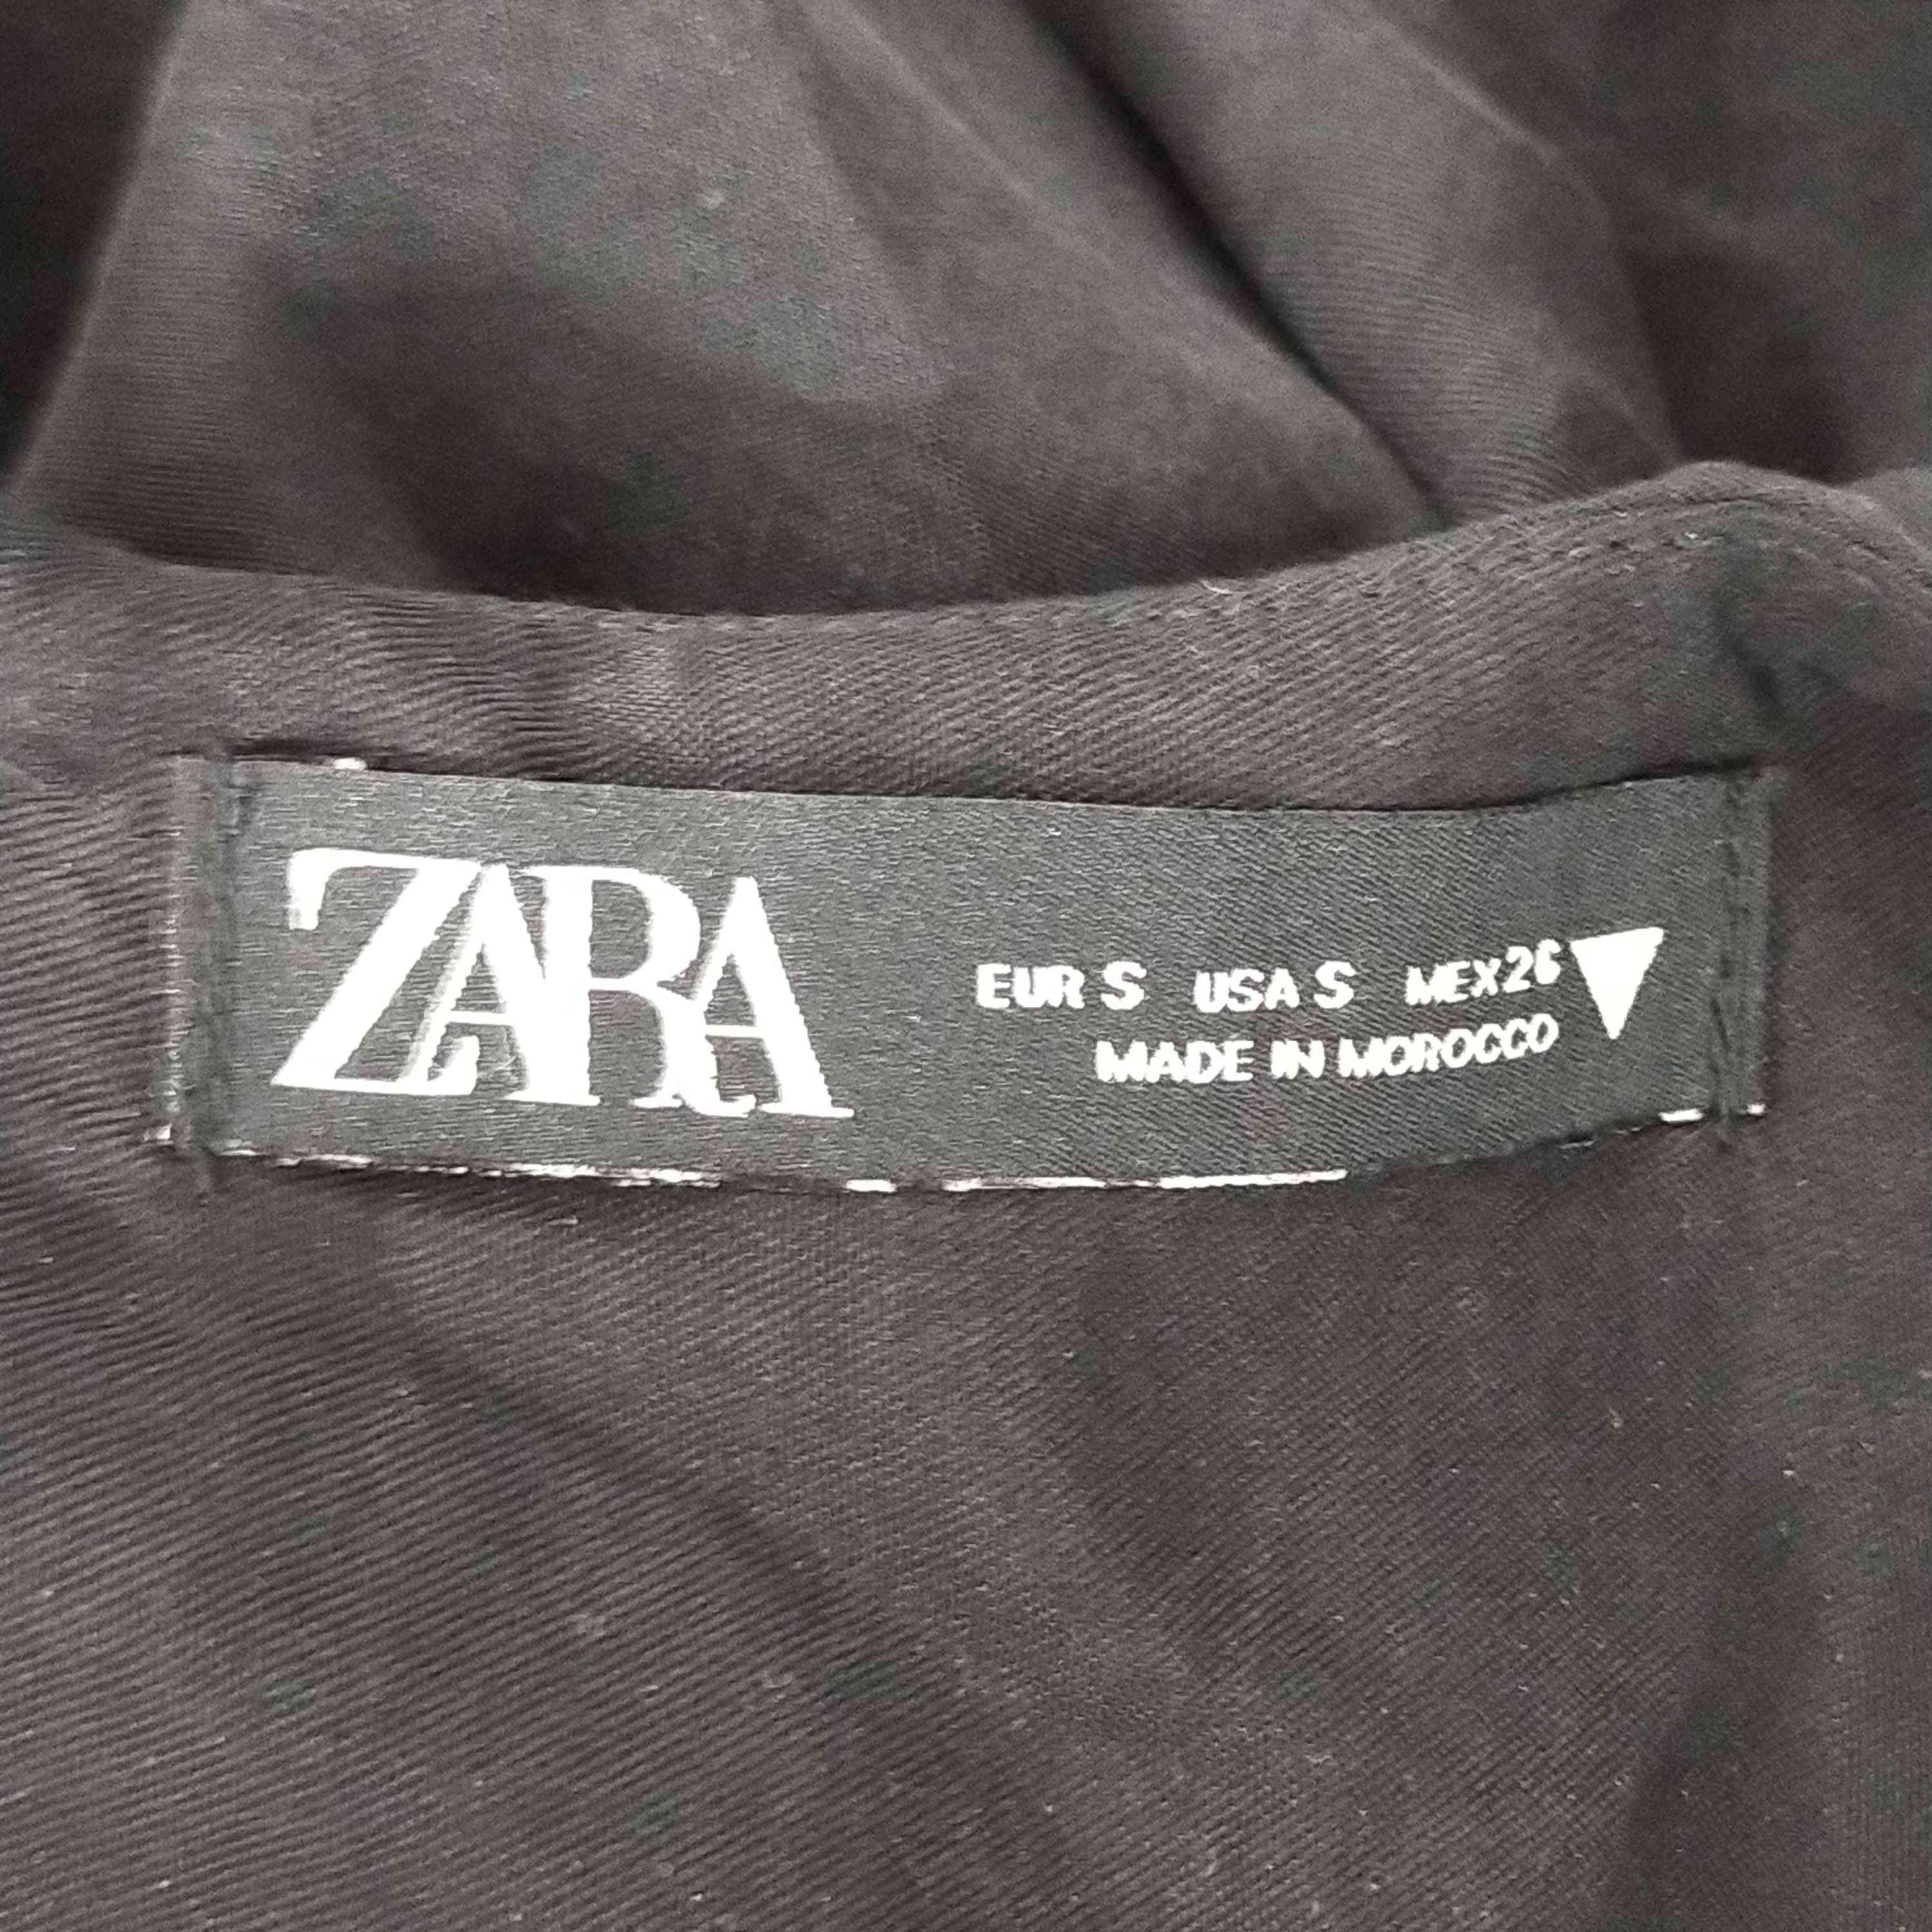 ZARA
EUR S USA S MEX 26
MADE IN MOROCCO